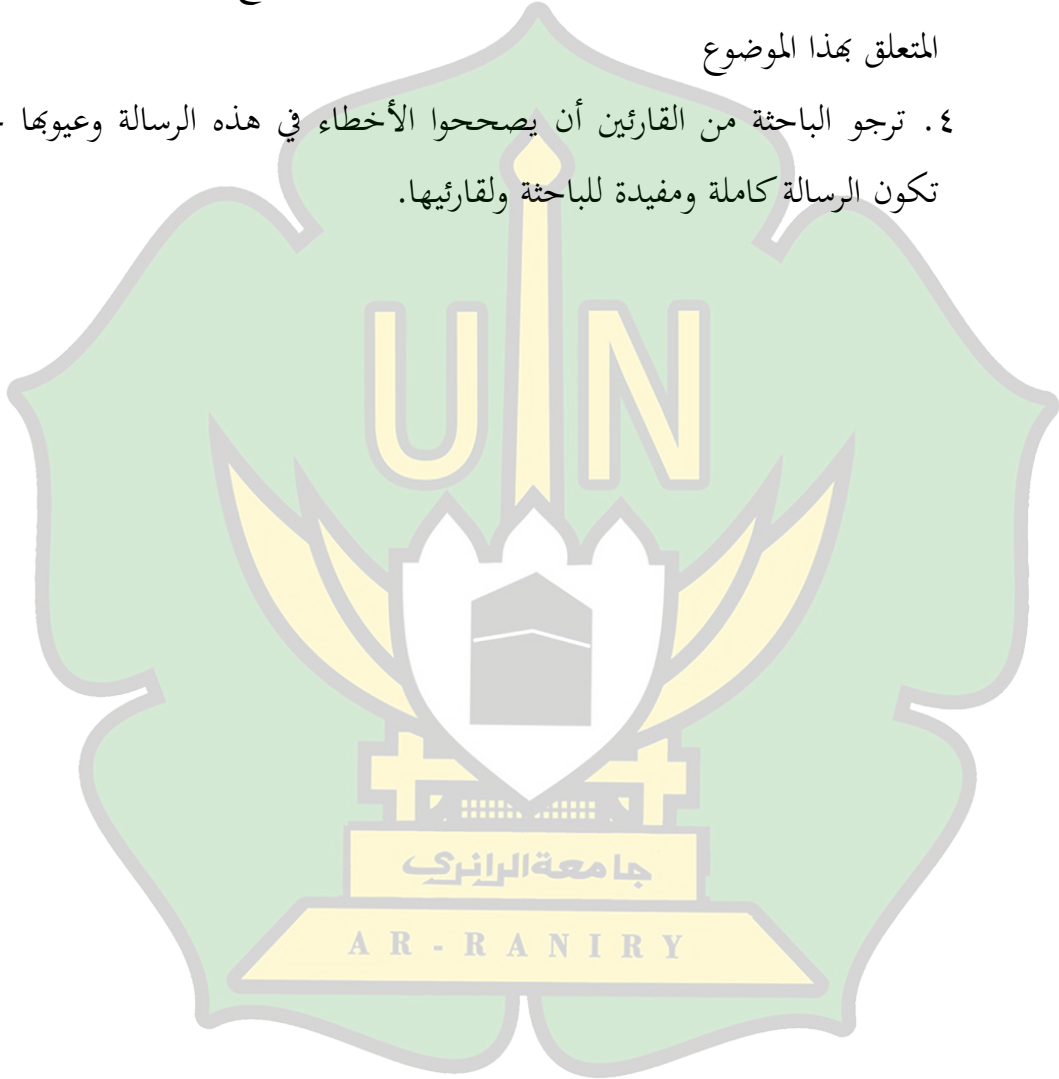 المتعلق بهذا الموضوع
٤. ترجو الباحثة من القارئين أن يصححوا الأخطاء في هذه الرسالة وعيوبها
تكون الرسالة كاملة ومفيدة للباحثة ولقارئيها.
UIN
جامعة الرانري
AR-RANIRY